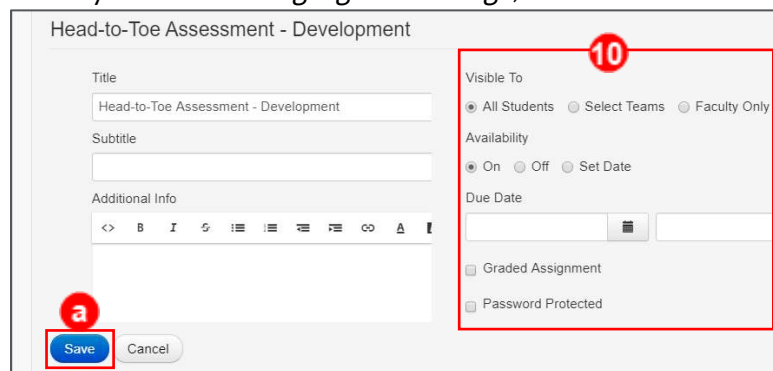 Head-to-Toe Assessment - Development
10
Title
Head-to-Toe Assessment - Development
Subtitle
Additional Info
B I S A
Visible To
All Students Select Teams Faculty Only
Availability
On Off Set Date
Due Date
Graded Assignment
Password Protected
a
Save Cancel